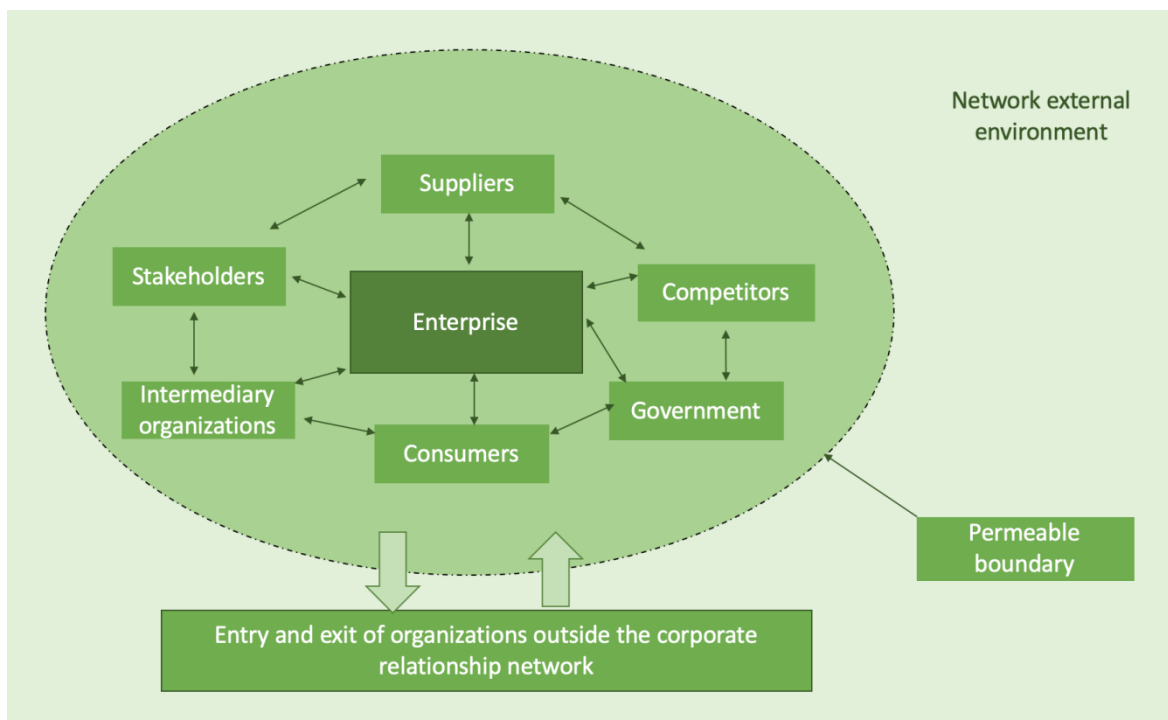 Network external
environment
Suppliers
Stakeholders
Competitors
Enterprise
Intermediary
organizations
Government
Consumers
Permeable
boundary
Entry and exit of organizations outside the corporate
relationship network